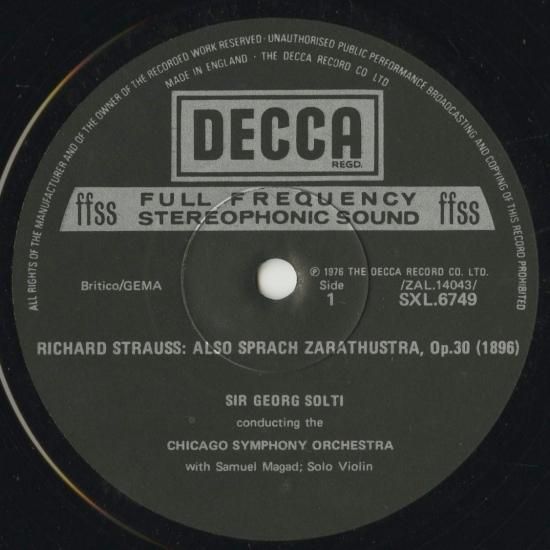 ALL RIGHTS OF THE MANUFACTURER AND OF THE OWNER OF THE RECORDED WORK RESERVED · UNAUTHORISED PUBLIC PERFORMANCE BROADCASTING AND COPYING OF THIS RECORD PROHIBITED
MADE IN ENGLAND · THE DECCA RECORD CO LTD
DECCA
REGD.
ffss FULL FREQUENCY ffss
STEREOPHONIC SOUND
℗ 1976 THE DECCA RECORD CO. LTD.
Britico/GEMA Side /ZAL.14043/
1 SXL.6749
RICHARD STRAUSS: ALSO SPRACH ZARATHUSTRA, Op.30 (1896)
SIR GEORG SOLTI
conducting the
CHICAGO SYMPHONY ORCHESTRA
with Samuel Magad; Solo Violin